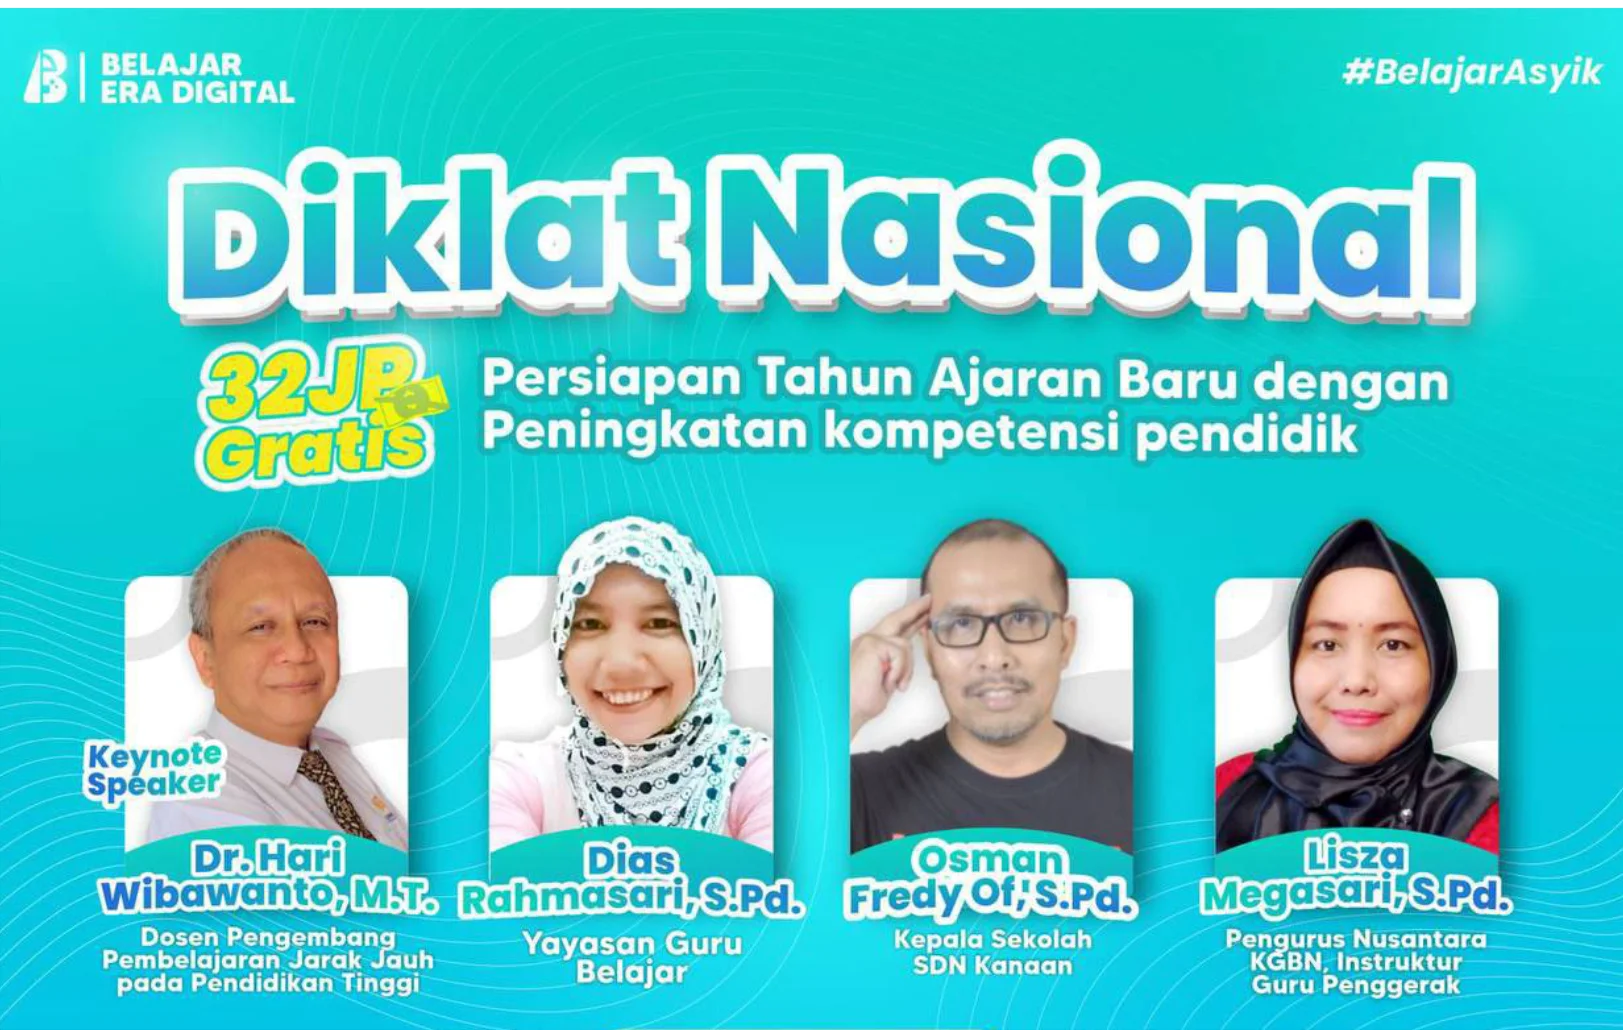 BELAJAR
ERA DIGITAL
#BelajarAsyik
Diklat Nasional
32JP
Gratis
Persiapan Tahun Ajaran Baru dengan
Peningkatan kompetensi pendidik
Keynote
Speaker
Dr. Hari
Wibawanto, M.T.
Dosen Pengembang
Pembelajaran Jarak Jauh
pada Pendidikan Tinggi
Dias
Rahmasari, S.Pd.
Yayasan Guru
Belajar
Osman
Fredy Of, S.Pd.
Kepala Sekolah
SDN Kanaan
Lisza
Megasari, S.Pd.
Pengurus Nusantara
KGBN, Instruktur
Guru Penggerak